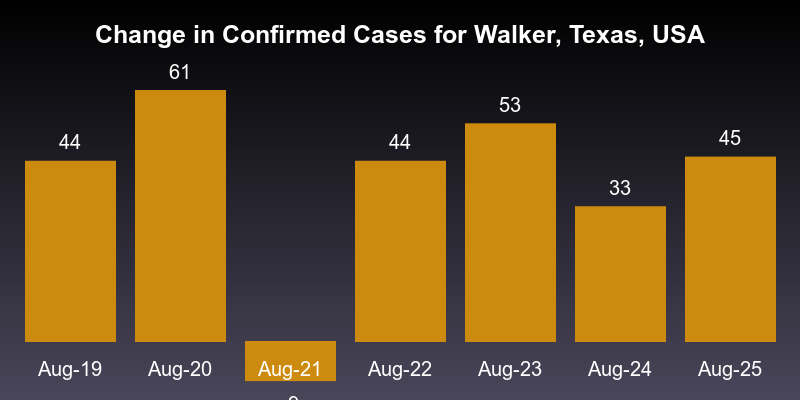 Change in Confirmed Cases for Walker, Texas, USA
44
61
44
53
33
45
Aug-19
Aug-20
Aug-21
Aug-22
Aug-23
Aug-24
Aug-25